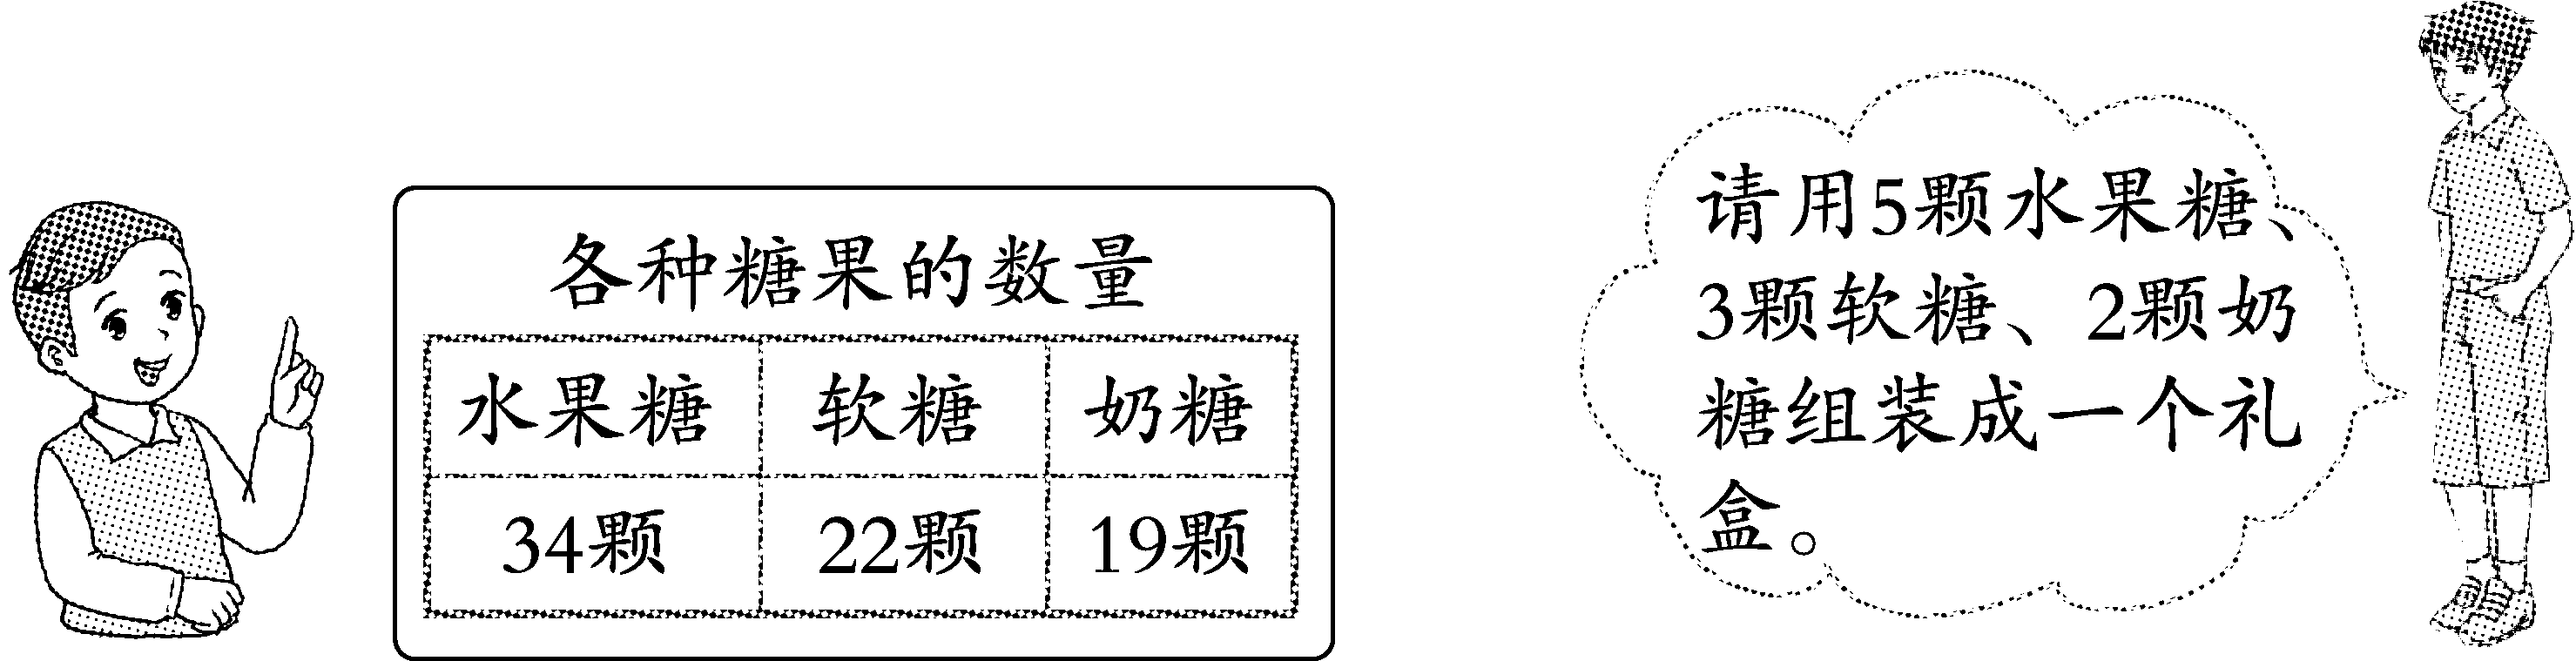 各种糖果的数量
水果糖 软糖 奶糖
34颗 22颗 19颗
请用5颗水果糖、
3颗软糖、2颗奶
糖组装成一个礼
盒。